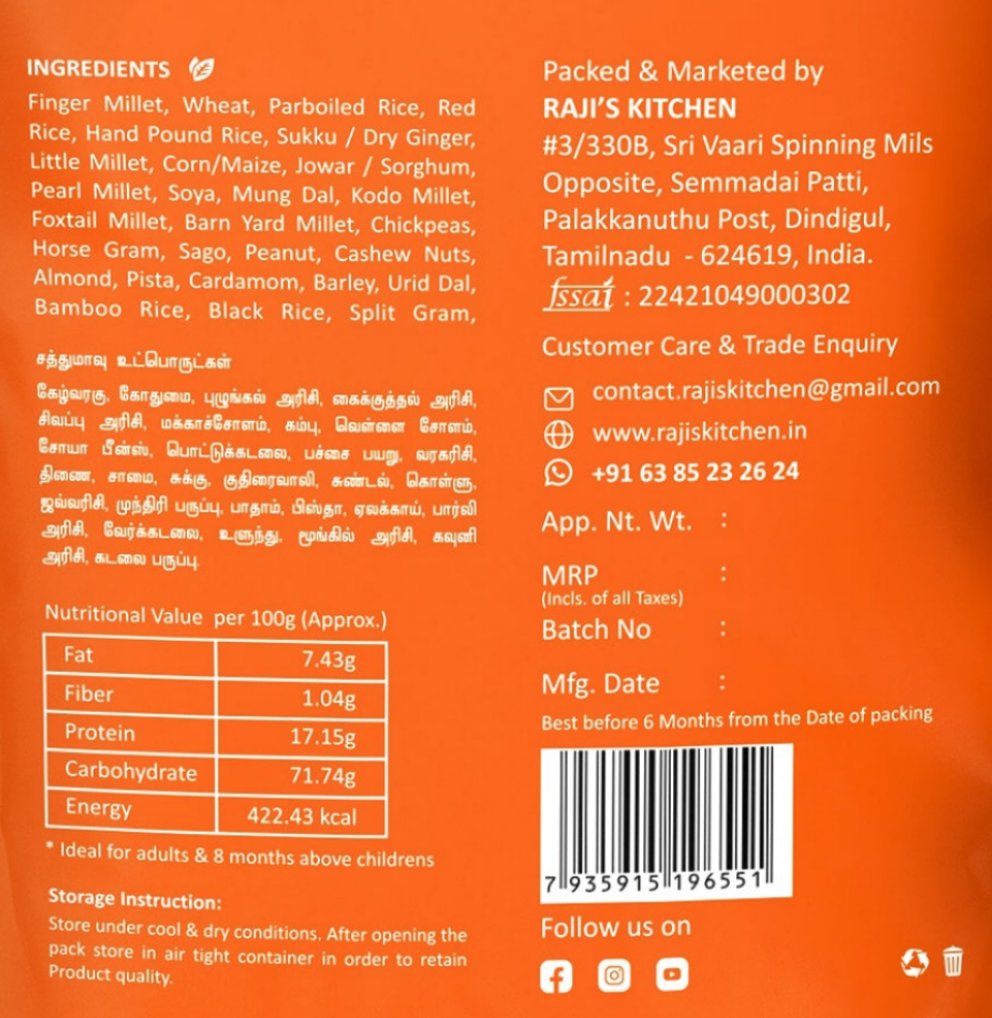 INGREDIENTS
Finger Millet, Wheat, Parboiled Rice, Red
Rice, Hand Pound Rice, Sukku / Dry Ginger,
Little Millet, Corn/Maize, Jowar / Sorghum,
Pearl Millet, Soya, Mung Dal, Kodo Millet,
Foxtail Millet, Barn Yard Millet, Chickpeas,
Horse Gram, Sago, Peanut, Cashew Nuts,
Almond, Pista, Cardamom, Barley, Urid Dal,
Bamboo Rice, Black Rice, Split Gram,
சத்துமாவு உட்பொருட்கள்
கேழ்வரகு, கோதுமை, புழுங்கல் அரிசி, கைக்குத்தல் அரிசி,
சிவப்பு அரிசி, மக்காச்சோளம், கம்பு, வெள்ளை சோளம்,
சோயா பீன்ஸ், பொட்டுக்கடலை, பச்சை பயறு, வரகரிசி,
திணை, சாமை, சுக்கு, குதிரைவாலி, சுண்டல், கொள்ளு,
ஜவ்வரிசி, முந்திரி பருப்பு, பாதாம், பிஸ்தா, ஏலக்காய், பார்லி
அரிசி, வேர்க்கடலை, உளுந்து, மூங்கில் அரிசி, கவுனி
அரிசி, கடலை பருப்பு.
Nutritional Value per 100g (Approx.)
Fat 7.43g
Fiber 1.04g
Protein 17.15g
Carbohydrate 71.74g
Energy 422.43 kcal
* Ideal for adults & 8 months above childrens
Storage Instruction:
Store under cool & dry conditions. After opening the
pack store in air tight container in order to retain
Product quality.
Packed & Marketed by
RAJI'S KITCHEN
#3/330B, Sri Vaari Spinning Mils
Opposite, Semmadai Patti,
Palakkanuthu Post, Dindigul,
Tamilnadu - 624619, India.
fssai : 22421049000302
Customer Care & Trade Enquiry
contact.rajiskitchen@gmail.com
www.rajiskitchen.in
+91 63 85 23 26 24
App. Nt. Wt. :
MRP :
(Incls. of all Taxes)
Batch No :
Mfg. Date :
Best before 6 Months from the Date of packing
7 935915 196551
Follow us on